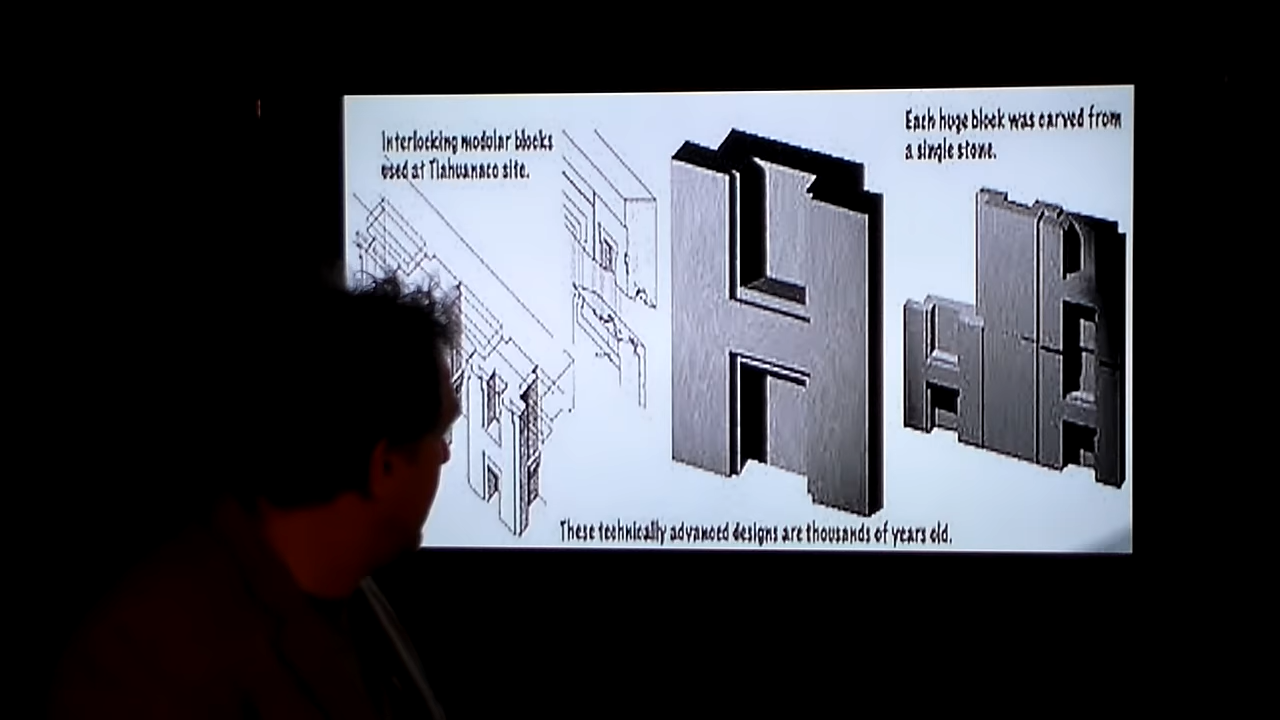 Interlocking modular blocks
used at Tiahuanaco site.
Each huge block was carved from
a single stone.
These technically advanced designs are thousands of years old.